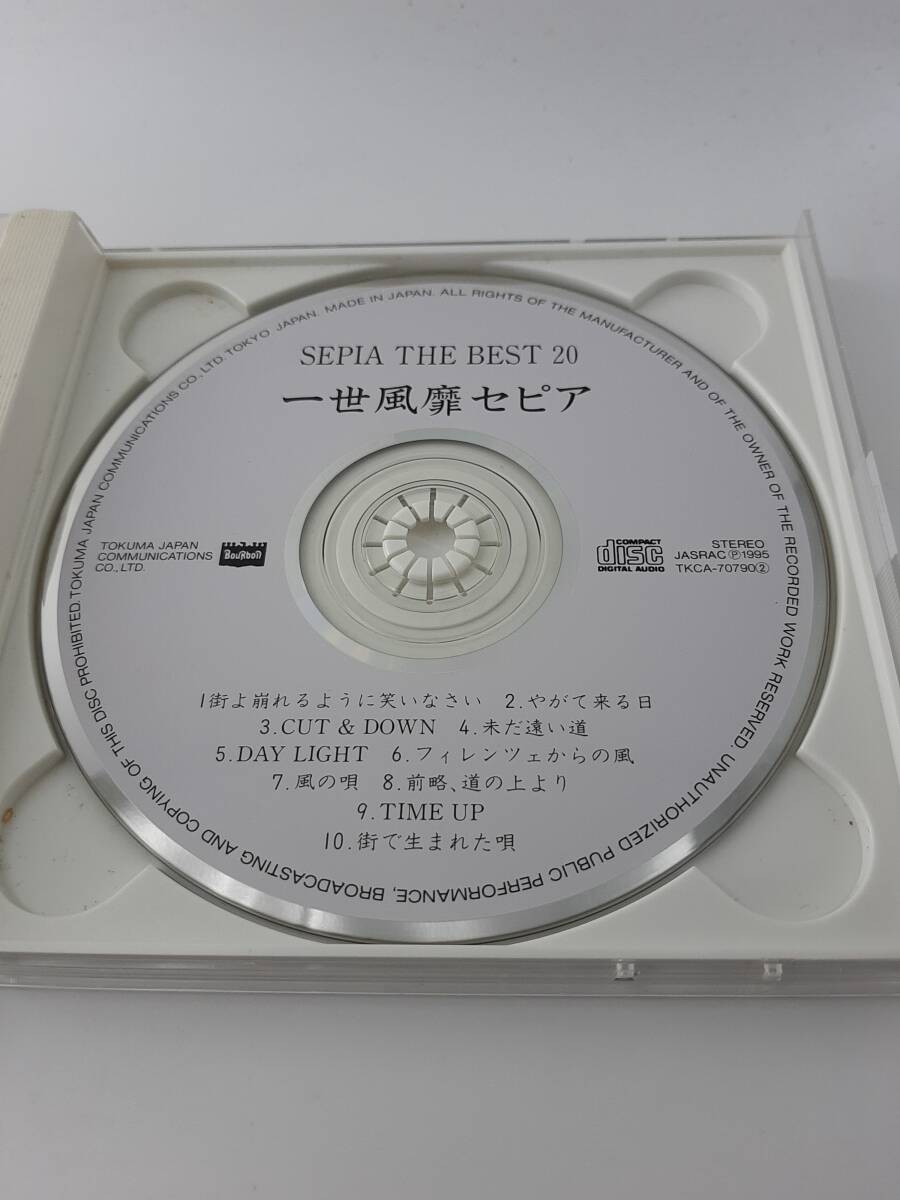 SEPIA THE BEST 20
一世風靡セピア
TOKUMA JAPAN
COMMUNICATIONS
CO., LTD.
BOURBON
COMPACT
disc
DIGITAL AUDIO
STEREO
JASRAC Ⓟ1995
TKCA-70790②
1街よ崩れるように笑いなさい 2.やがて来る日
3.CUT & DOWN 4.未だ遠い道
5.DAY LIGHT 6.フィレンツェからの風
7.風の唄 8.前略、道の上より
9.TIME UP
10.街で生まれた唄
TOKUMA JAPAN COMMUNICATIONS CO., LTD. TOKYO JAPAN. MADE IN JAPAN. ALL RIGHTS OF THE MANUFACTURER AND OF THE OWNER OF THE RECORDED WORK RESERVED. UNAUTHORIZED PUBLIC PERFORMANCE, BROADCASTING AND COPYING OF THIS DISC PROHIBITED.